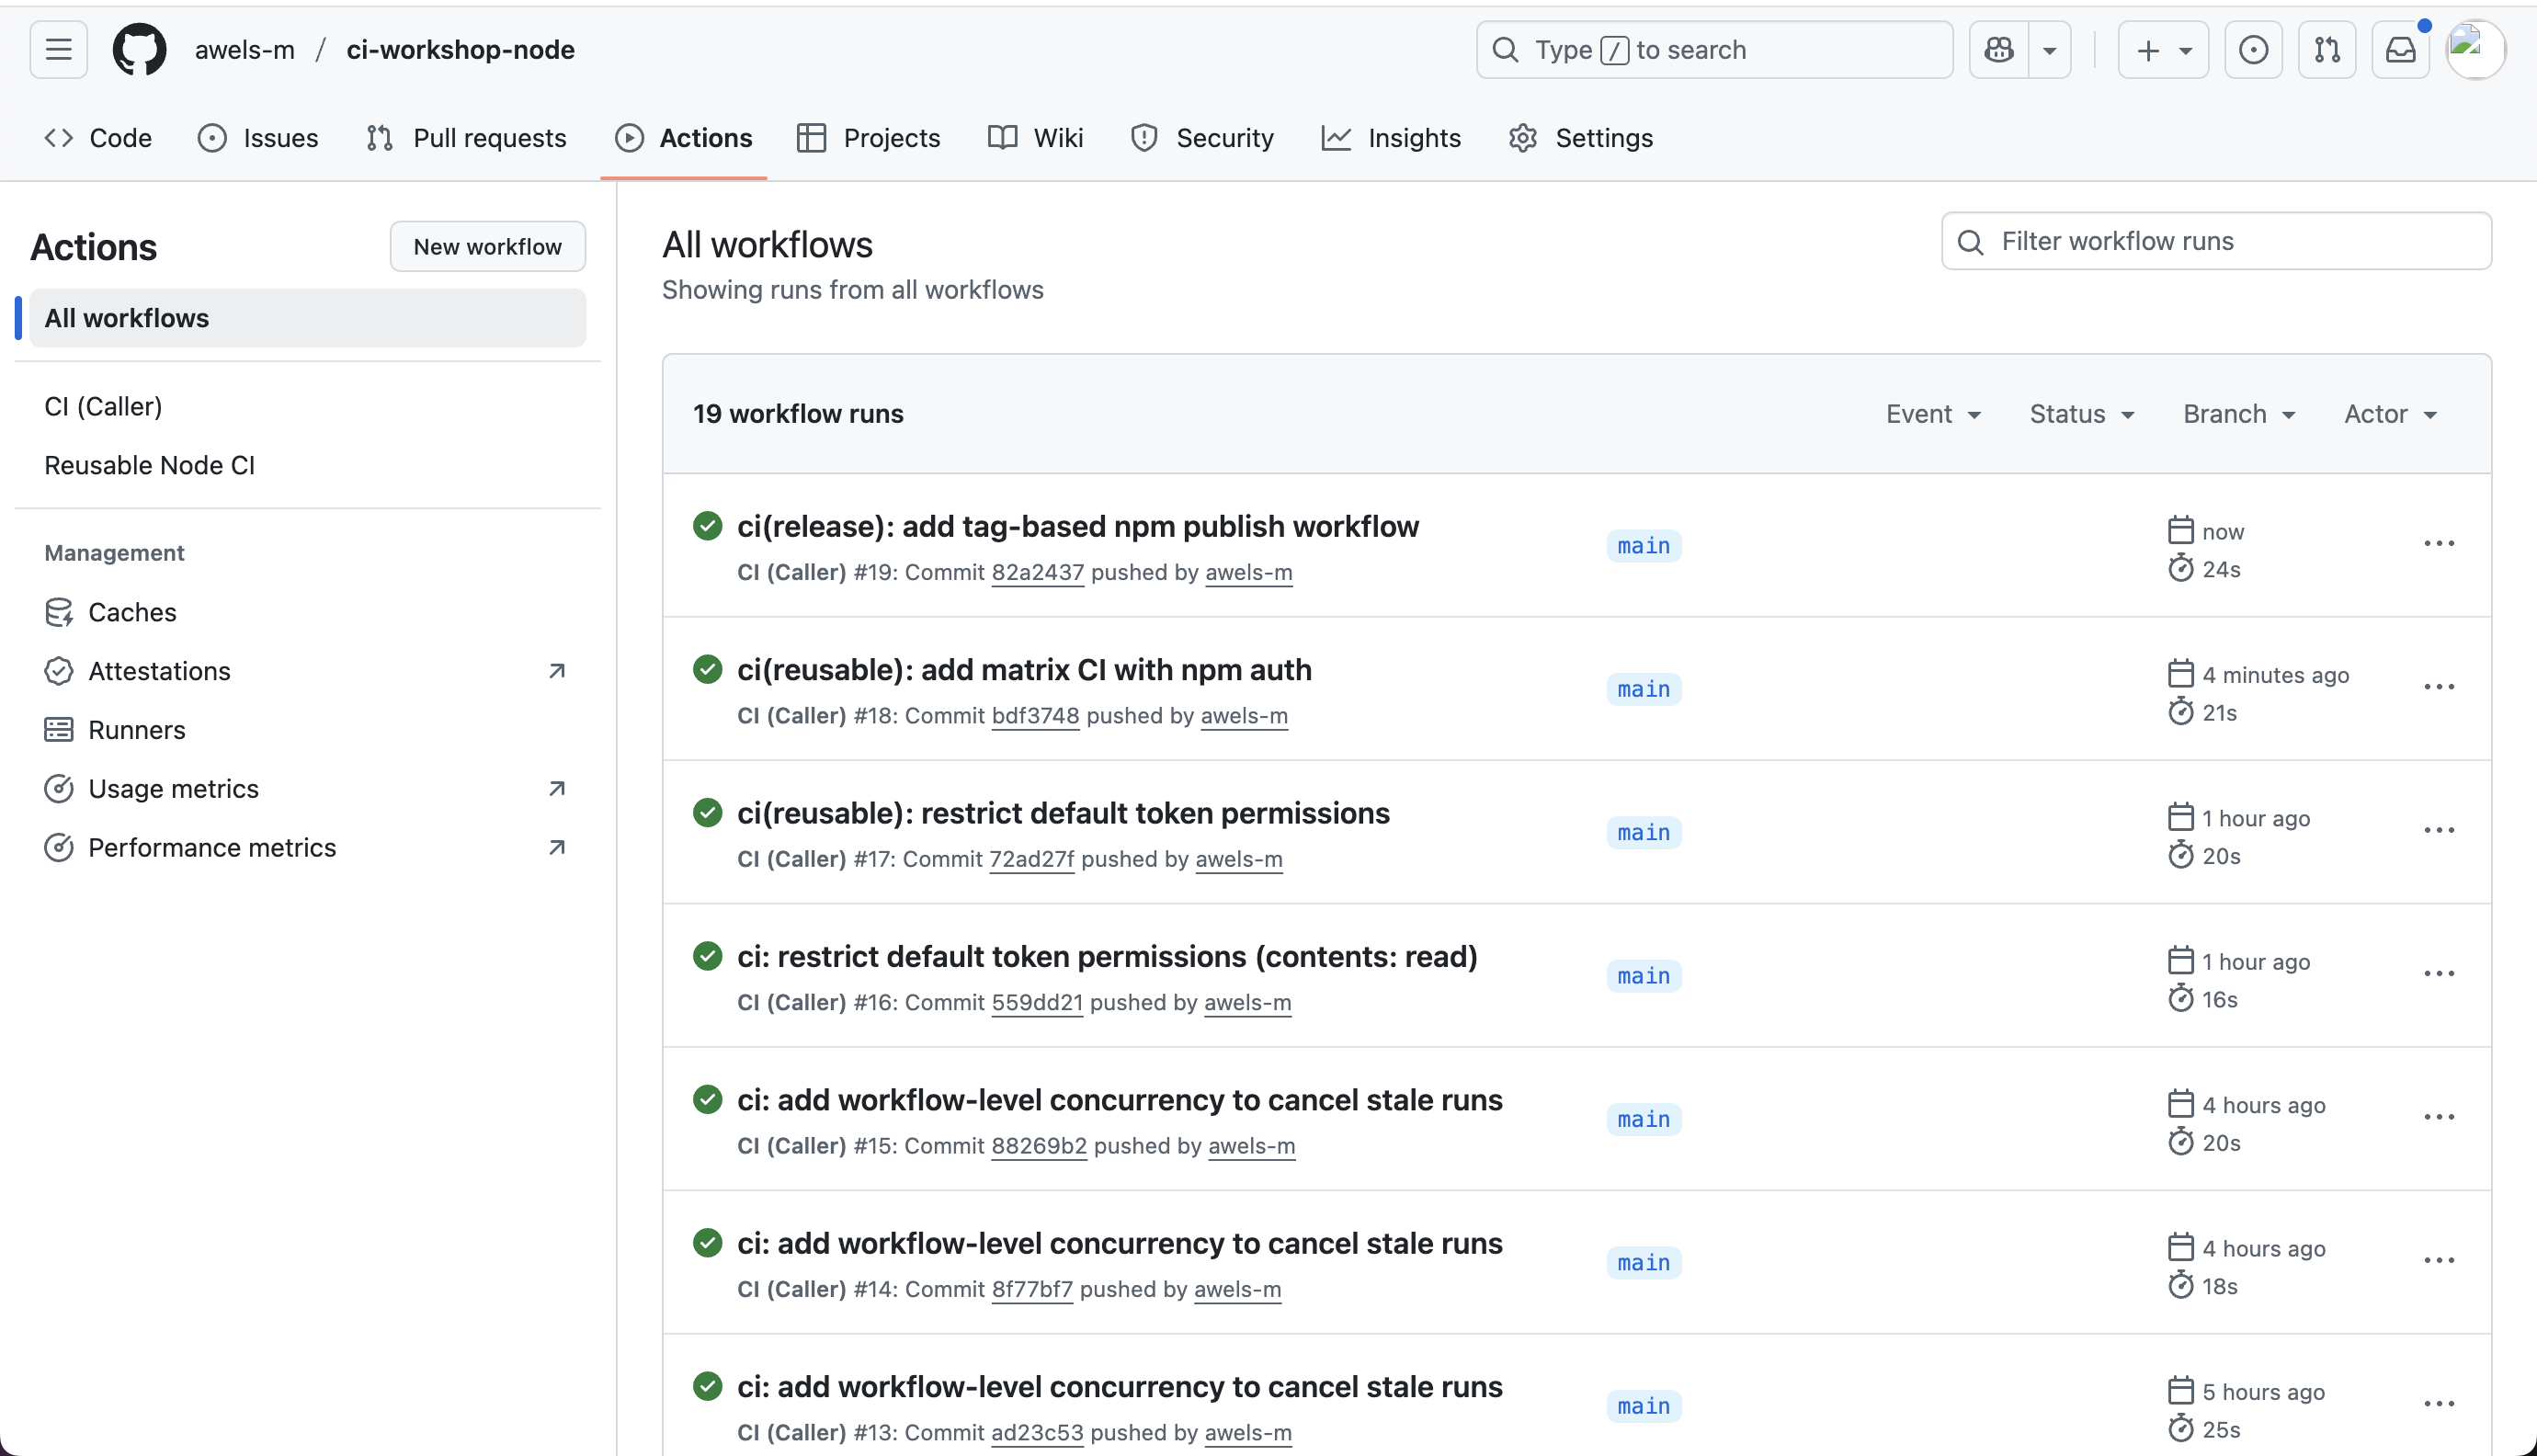 awels-m / ci-workshop-node
Type / to search
Code Issues Pull requests Actions Projects Wiki Security Insights Settings
Actions
New workflow
All workflows
CI (Caller)
Reusable Node CI
Management
Caches
Attestations
Runners
Usage metrics
Performance metrics
All workflows
Showing runs from all workflows
Filter workflow runs
19 workflow runs
Event Status Branch Actor
ci(release): add tag-based npm publish workflow
CI (Caller) #19: Commit 82a2437 pushed by awels-m
main
now
24s
ci(reusable): add matrix CI with npm auth
CI (Caller) #18: Commit bdf3748 pushed by awels-m
main
4 minutes ago
21s
ci(reusable): restrict default token permissions
CI (Caller) #17: Commit 72ad27f pushed by awels-m
main
1 hour ago
20s
ci: restrict default token permissions (contents: read)
CI (Caller) #16: Commit 559dd21 pushed by awels-m
main
1 hour ago
16s
ci: add workflow-level concurrency to cancel stale runs
CI (Caller) #15: Commit 88269b2 pushed by awels-m
main
4 hours ago
20s
ci: add workflow-level concurrency to cancel stale runs
CI (Caller) #14: Commit 8f77bf7 pushed by awels-m
main
4 hours ago
18s
ci: add workflow-level concurrency to cancel stale runs
CI (Caller) #13: Commit ad23c53 pushed by awels-m
main
5 hours ago
25s